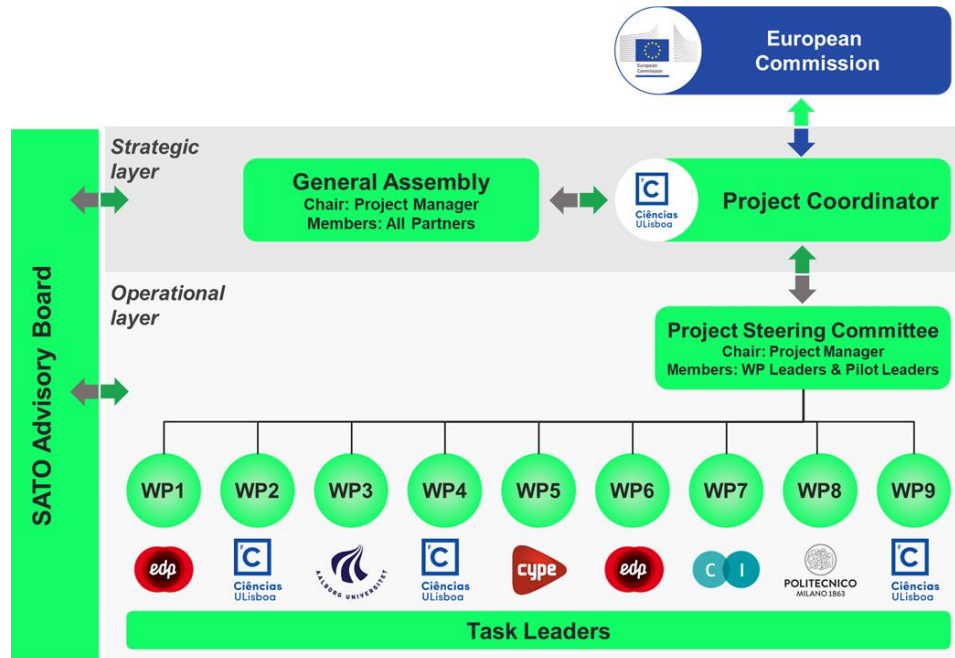 European
Commission
European
Commission
Strategic
layer
General Assembly
Chair: Project Manager
Members: All Partners
Ciências
ULisboa
Project Coordinator
SATO Advisory Board
Operational
layer
Project Steering Committee
Chair: Project Manager
Members: WP Leaders & Pilot Leaders
WP1
WP2
WP3
WP4
WP5
WP6
WP7
WP8
WP9
edp
Ciências
ULisboa
AALBORG UNIVERSITET
Ciências
ULisboa
cype
edp
C I
POLITECNICO
MILANO 1863
Ciências
ULisboa
Task Leaders